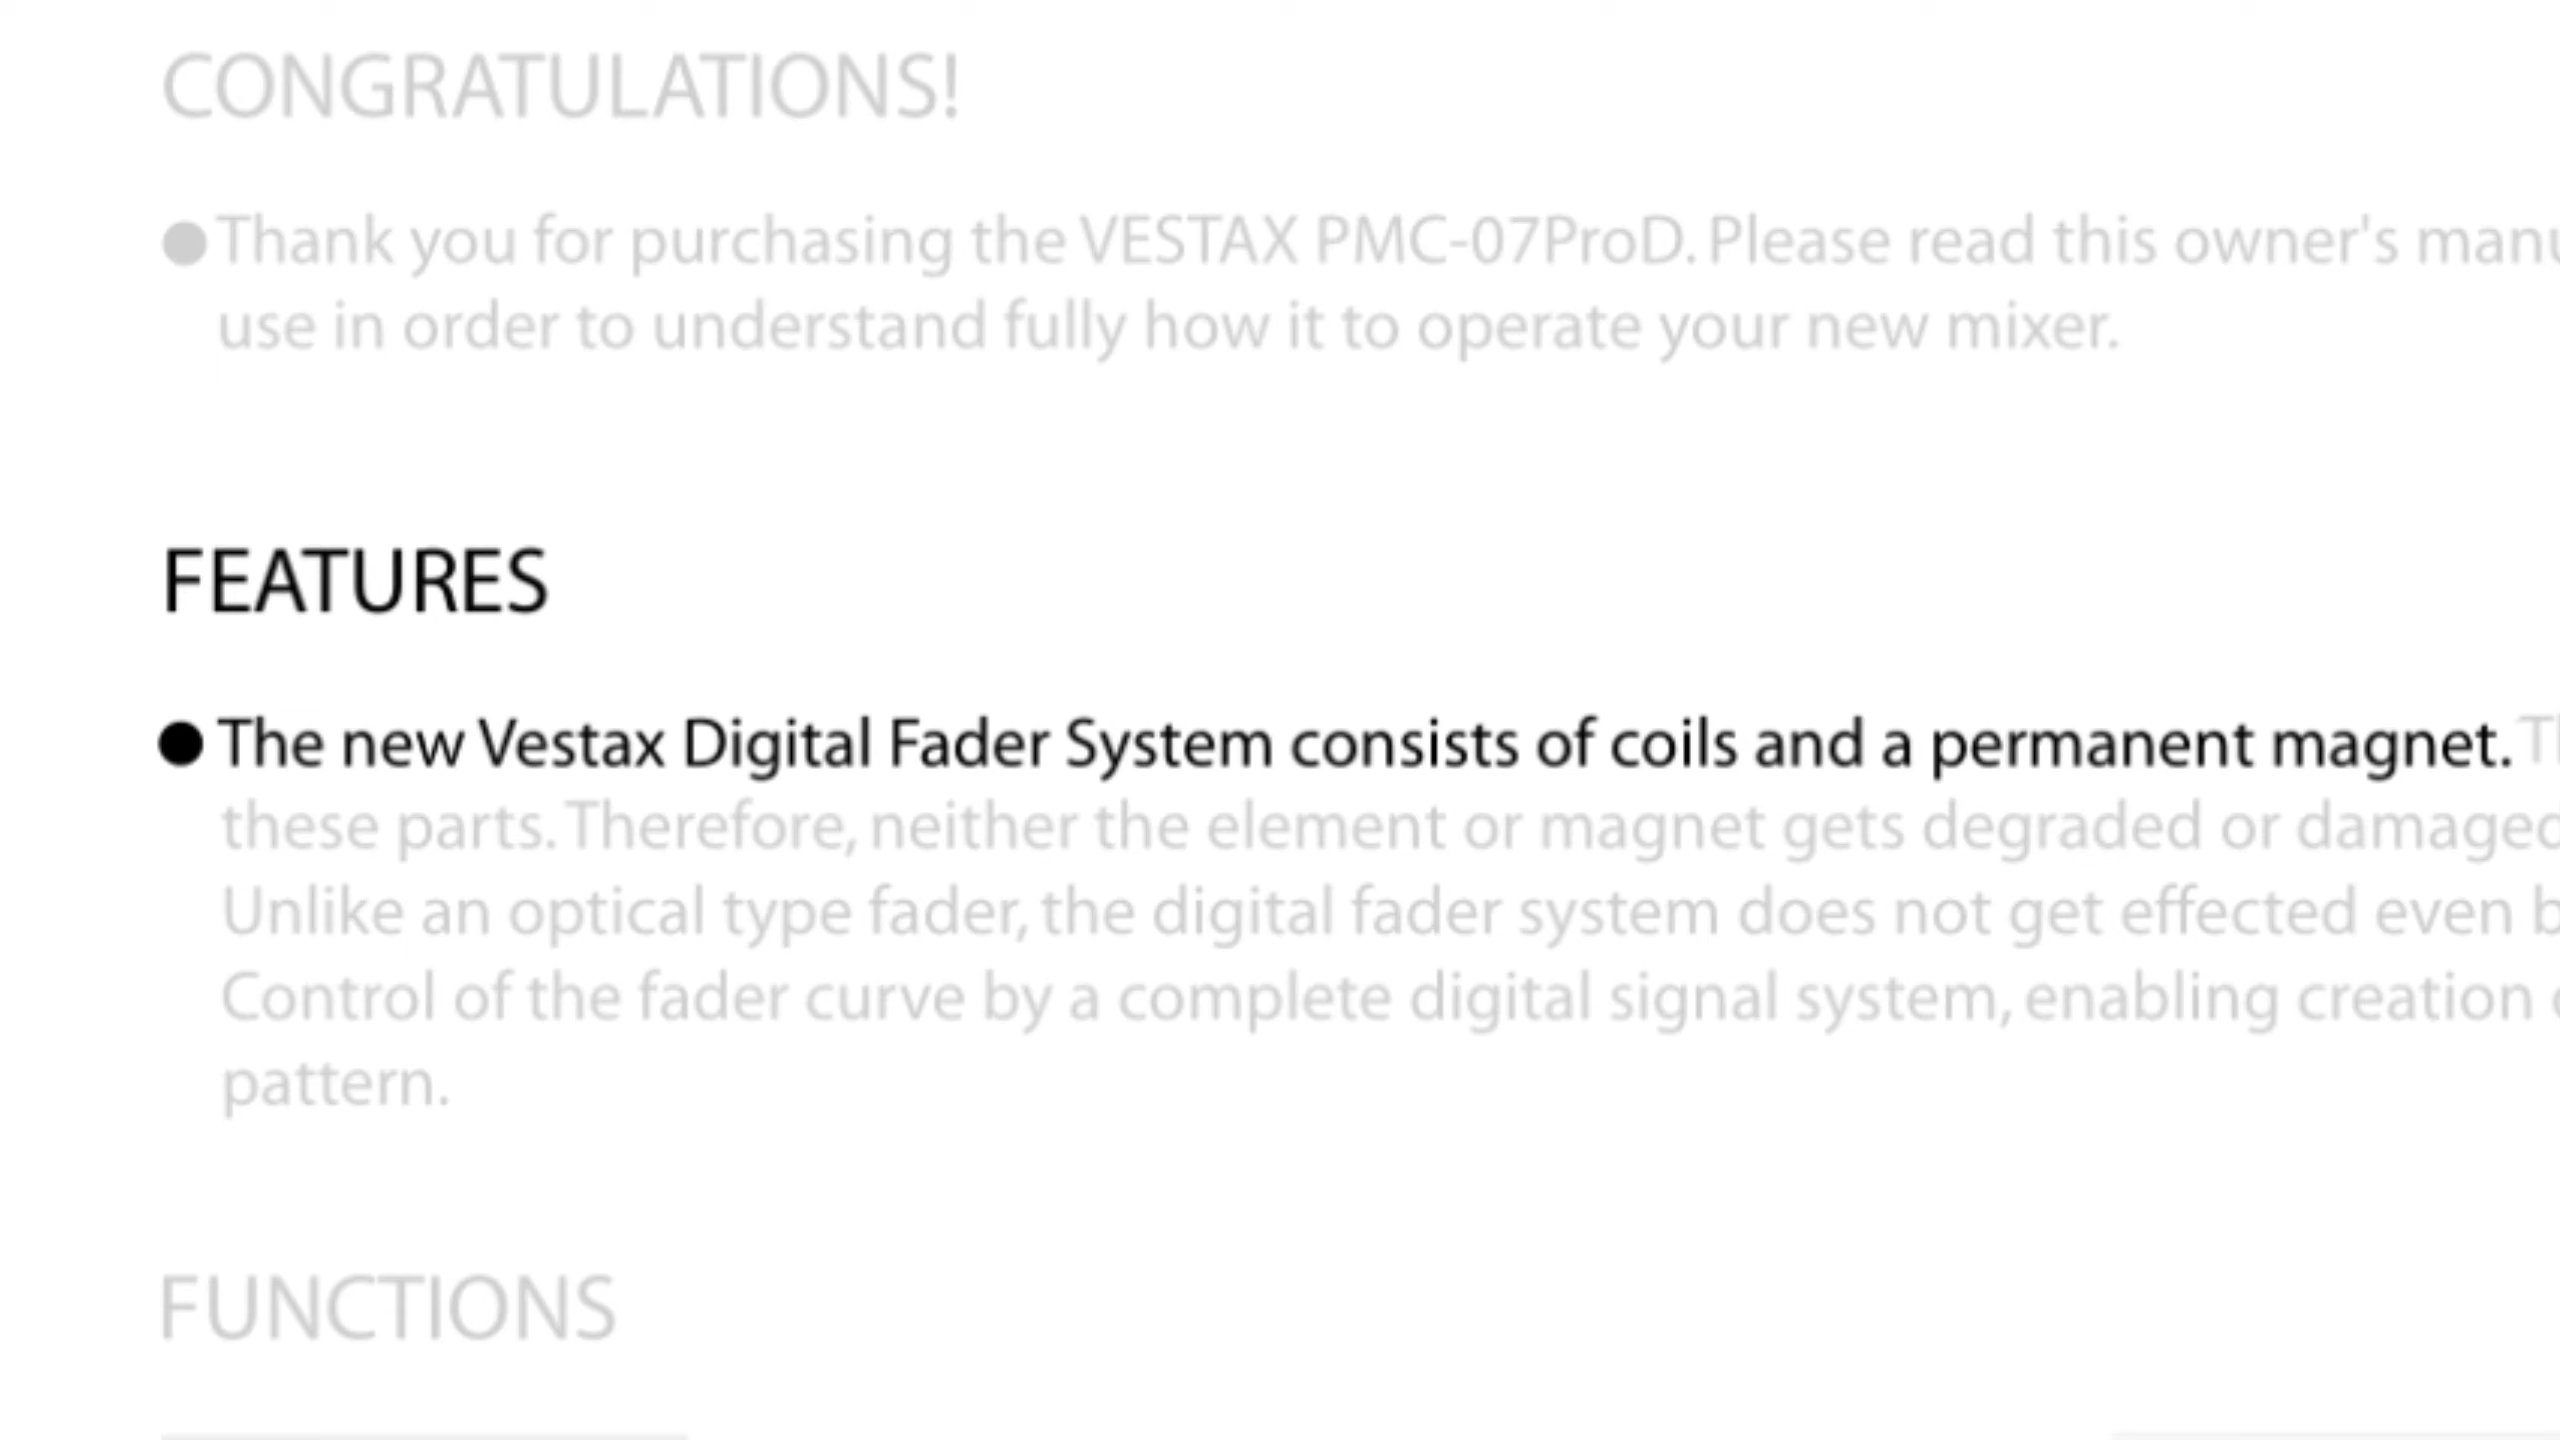 CONGRATULATIONS!
●Thank you for purchasing the VESTAX PMC-07ProD. Please read this owner's
use in order to understand fully how it to operate your new mixer.
FEATURES
●The new Vestax Digital Fader System consists of coils and a permanent magnet.
these parts. Therefore, neither the element or magnet gets degraded or damaged
Unlike an optical type fader, the digital fader system does not get effected even
Control of the fader curve by a complete digital signal system, enabling creation
pattern.
FUNCTIONS